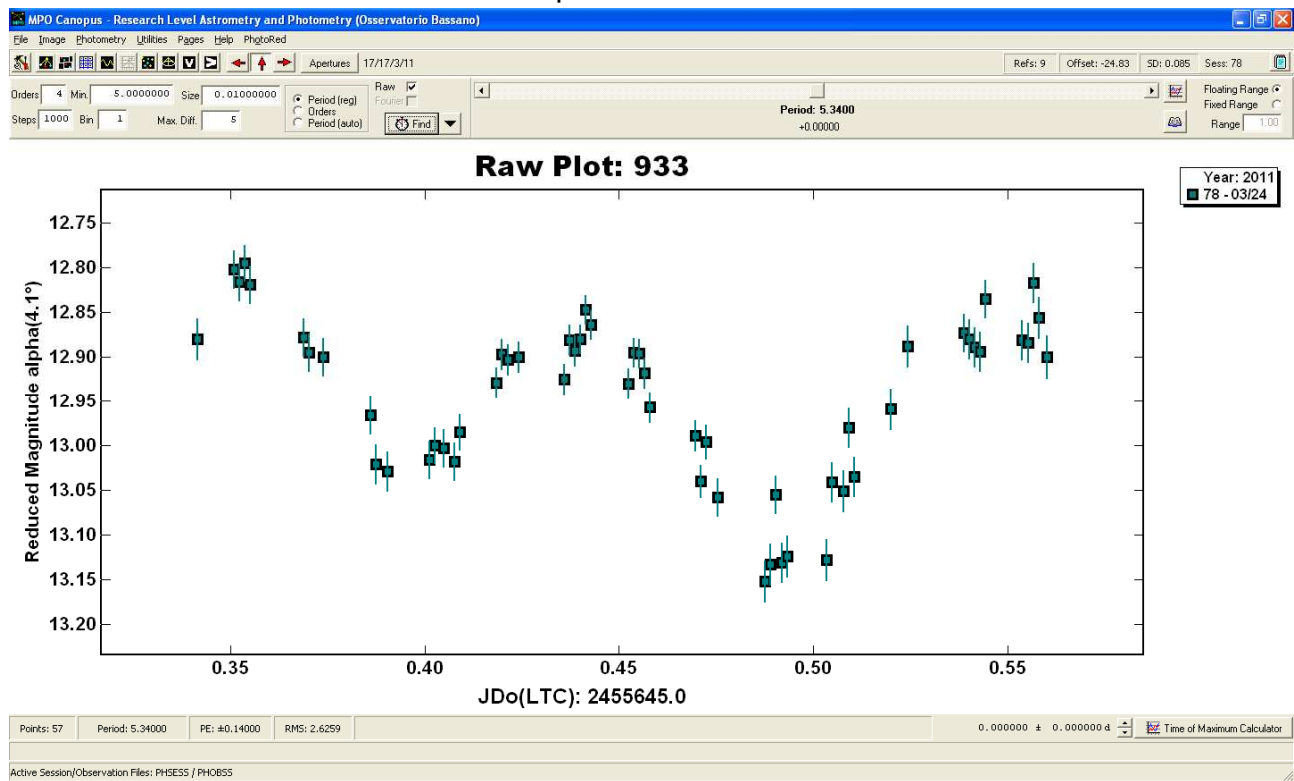 MPO Canopus - Research Level Astrometry and Photometry (Osservatorio Bassano)
File Image Photometry Utilities Pages Help PhotoRed
Apertures 17/17/3/11 Refs: 9 Offset: -24.83 SD: 0.085 Sess: 78
Orders 4 Min. 5.0000000 Size 0.01000000 Period (reg) Raw Floating Range
Orders Fourier Period: 5.3400 Fixed Range
Steps 1000 Bin 1 Max. Diff. 5 Period (auto) Find +0.00000 Range 1.00
Raw Plot: 933
Year: 2011
78 - 03/24
12.75
12.80
12.85
12.90
12.95
13.00
13.05
13.10
13.15
13.20
Reduced Magnitude alpha(4.1°)
0.35 0.40 0.45 0.50 0.55
JDo(LTC): 2455645.0
Points: 57 Period: 5.34000 PE: ±0.14000 RMS: 2.6259 0.000000 ± 0.000000 d Time of Maximum Calculator
Active Session/Observation Files: PHSESS / PHOBSS